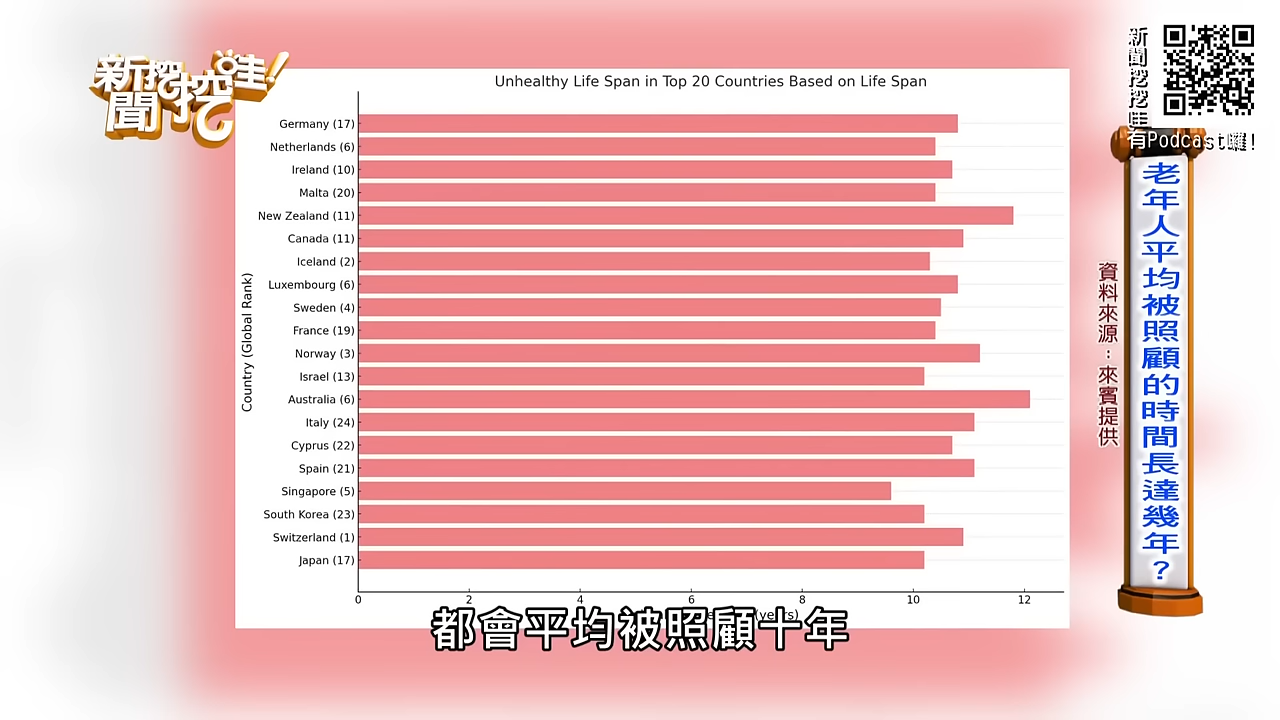 新聞挖挖哇!
Unhealthy Life Span in Top 20 Countries Based on Life Span
Country (Global Rank)
Germany (17)
Netherlands (6)
Ireland (10)
Malta (20)
New Zealand (11)
Canada (11)
Iceland (2)
Luxembourg (6)
Sweden (4)
France (19)
Norway (3)
Israel (13)
Australia (6)
Italy (24)
Cyprus (22)
Spain (21)
Singapore (5)
South Korea (23)
Switzerland (1)
Japan (17)
0 2 4 6 8 10 12
(years)
都會平均被照顧十年
新聞挖挖哇
有Podcast囉!
老年人平均被照顧的時間長達幾年?
資料來源:來賓提供